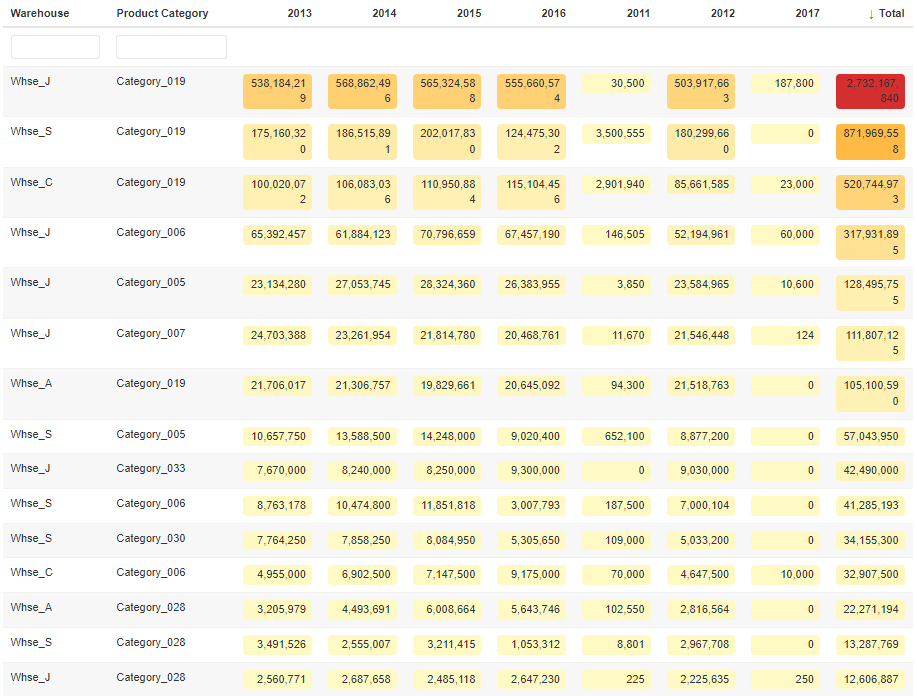 Warehouse Product Category 2013 2014 2015 2016 2011 2012 2017 ↓ Total
Whse_J Category_019 538,184,219 568,862,496 565,324,588 555,660,574 30,500 503,917,663 187,800 2,732,167,840
Whse_S Category_019 175,160,320 186,515,891 202,017,830 124,475,302 3,500,555 180,299,660 0 871,969,558
Whse_C Category_019 100,020,072 106,083,036 110,950,884 115,104,456 2,901,940 85,661,585 23,000 520,744,973
Whse_J Category_006 65,392,457 61,884,123 70,796,659 67,457,190 146,505 52,194,961 60,000 317,931,895
Whse_J Category_005 23,134,280 27,053,745 28,324,360 26,383,955 3,850 23,584,965 10,600 128,495,755
Whse_J Category_007 24,703,388 23,261,954 21,814,780 20,468,761 11,670 21,546,448 124 111,807,125
Whse_A Category_019 21,706,017 21,306,757 19,829,661 20,645,092 94,300 21,518,763 0 105,100,590
Whse_S Category_005 10,657,750 13,588,500 14,248,000 9,020,400 652,100 8,877,200 0 57,043,950
Whse_J Category_033 7,670,000 8,240,000 8,250,000 9,300,000 0 9,030,000 0 42,490,000
Whse_S Category_006 8,763,178 10,474,800 11,851,818 3,007,793 187,500 7,000,104 0 41,285,193
Whse_S Category_030 7,764,250 7,858,250 8,084,950 5,305,650 109,000 5,033,200 0 34,155,300
Whse_C Category_006 4,955,000 6,902,500 7,147,500 9,175,000 70,000 4,647,500 10,000 32,907,500
Whse_A Category_028 3,205,979 4,493,691 6,008,664 5,643,746 102,550 2,816,564 0 22,271,194
Whse_S Category_028 3,491,526 2,555,007 3,211,415 1,053,312 8,801 2,967,708 0 13,287,769
Whse_J Category_028 2,560,771 2,687,658 2,485,118 2,647,230 225 2,225,635 250 12,606,887